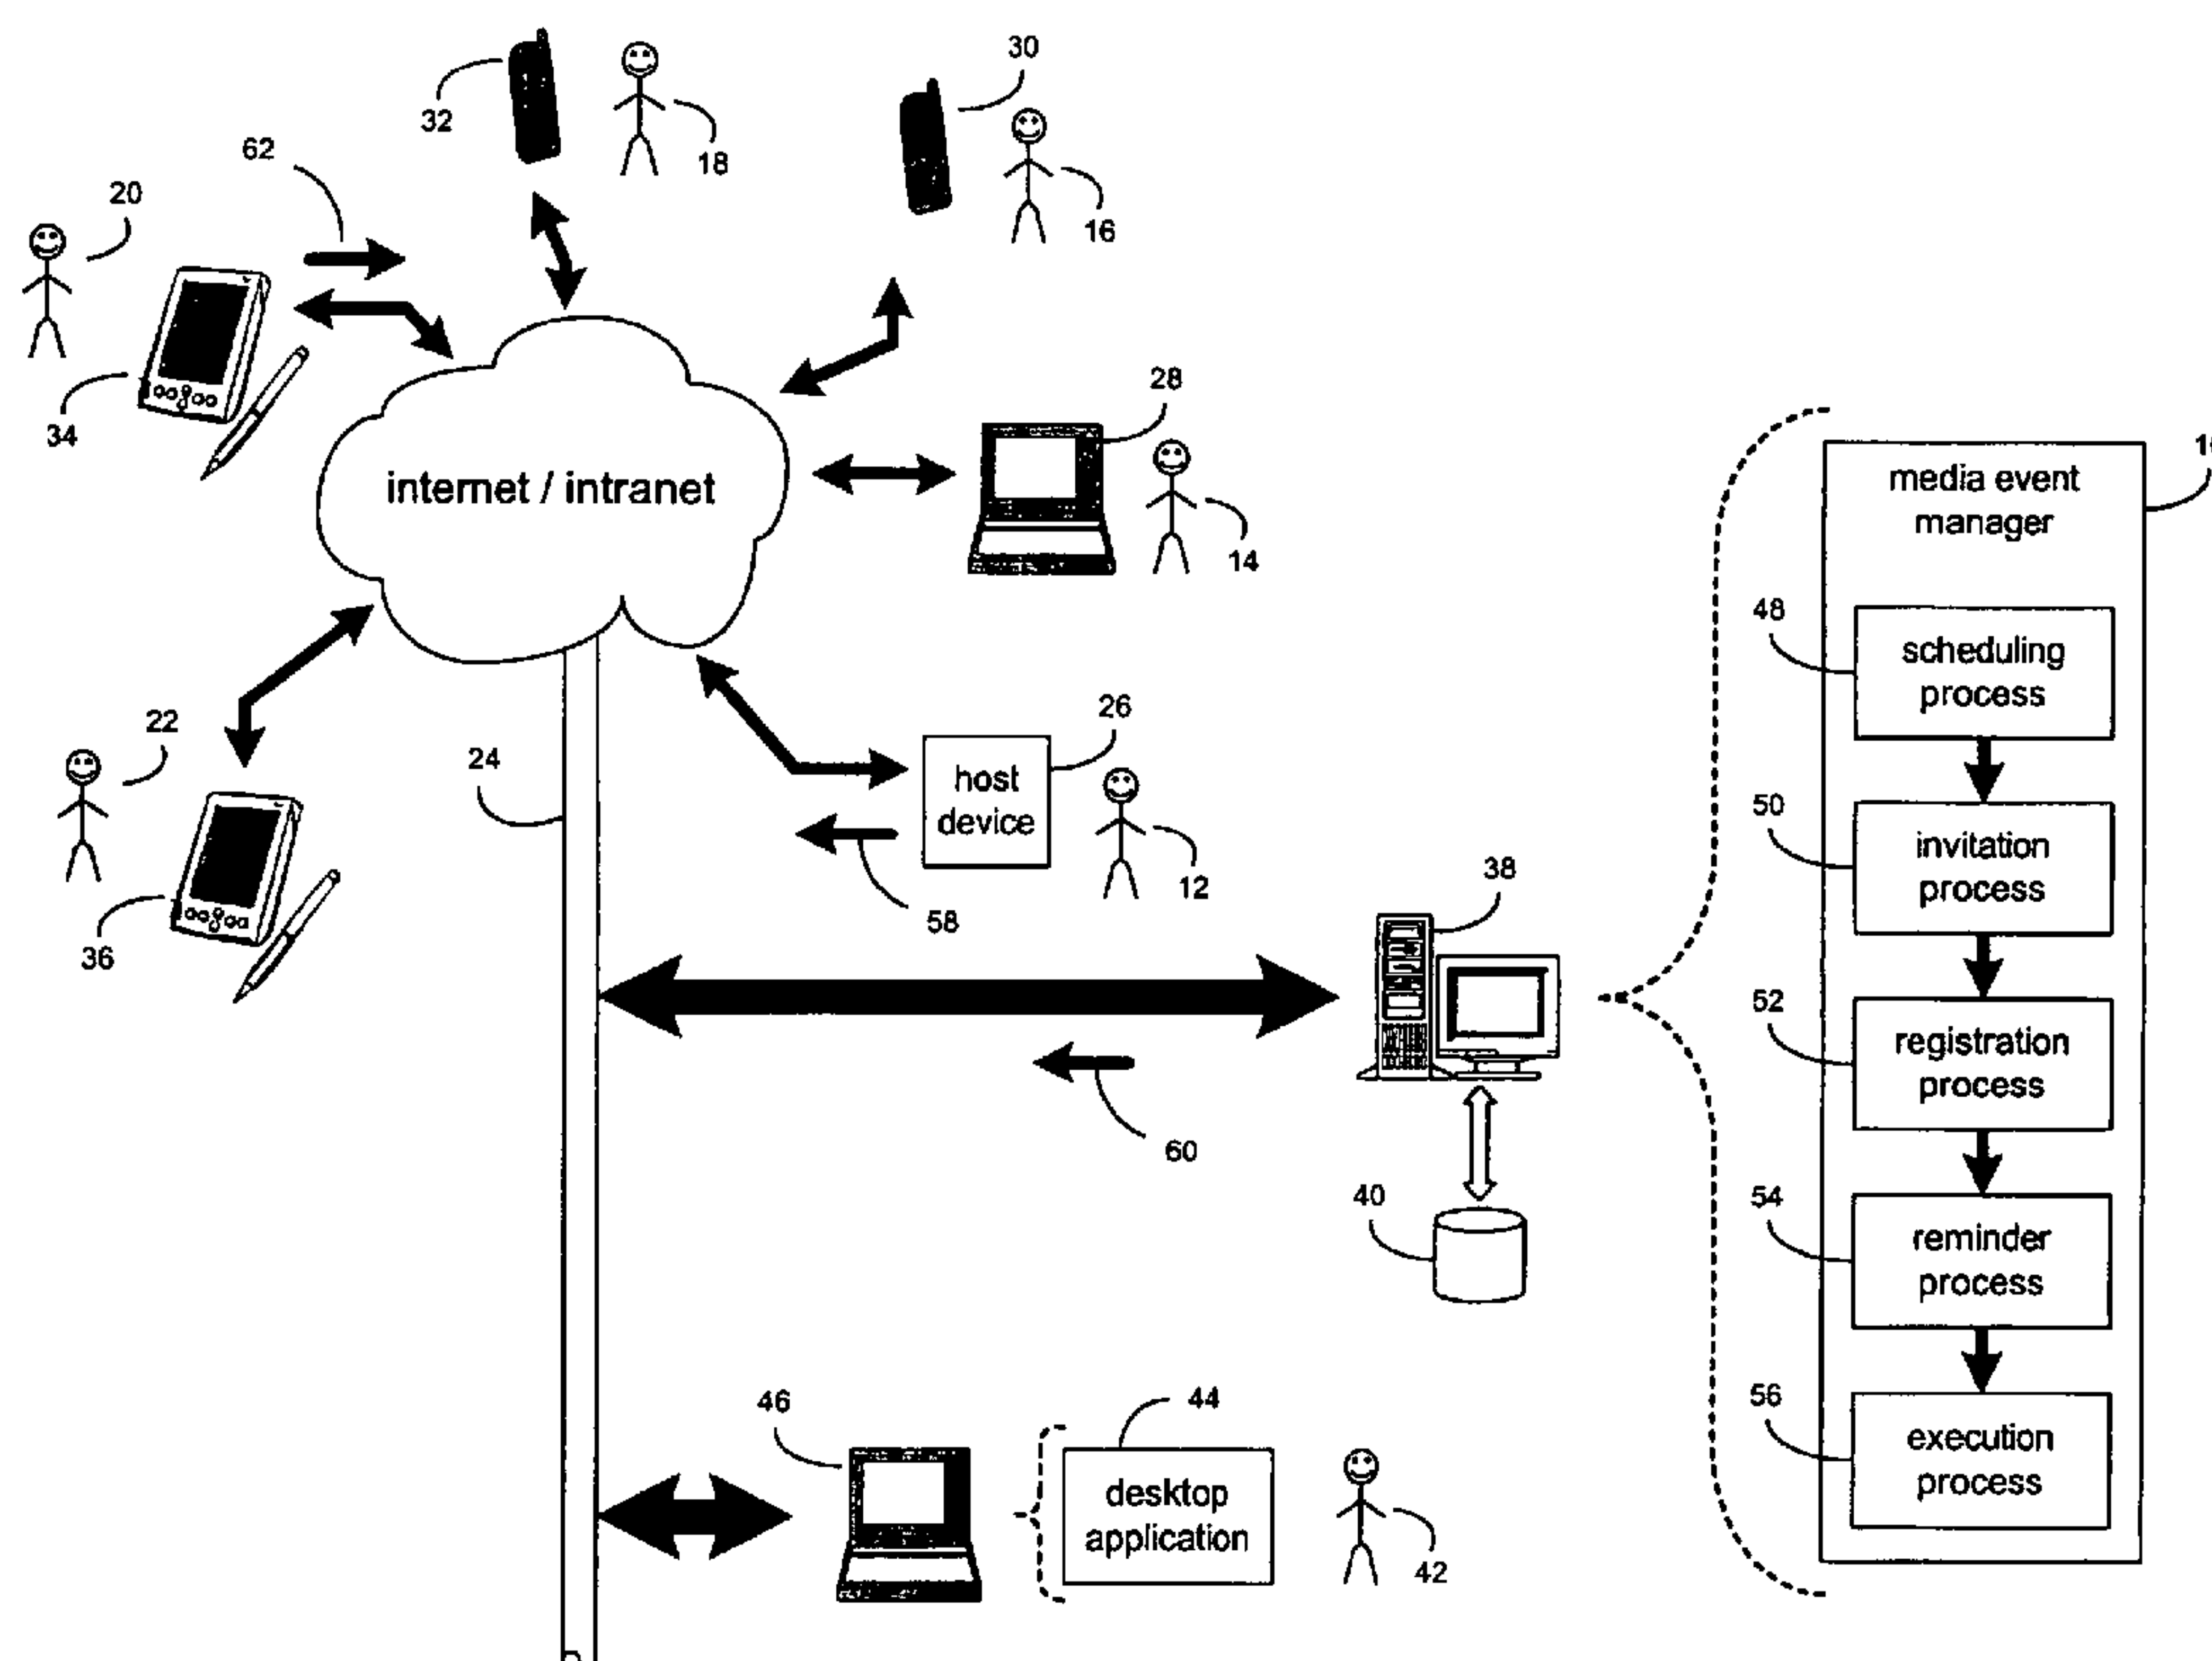 32
18
30
16
62
20
34
internet / intranet
28
14
22
36
24
host
device
26
12
58
38
60
40
46
44
desktop
application
42
media event
manager
48
scheduling
process
50
invitation
process
52
registration
process
54
reminder
process
56
execution
process